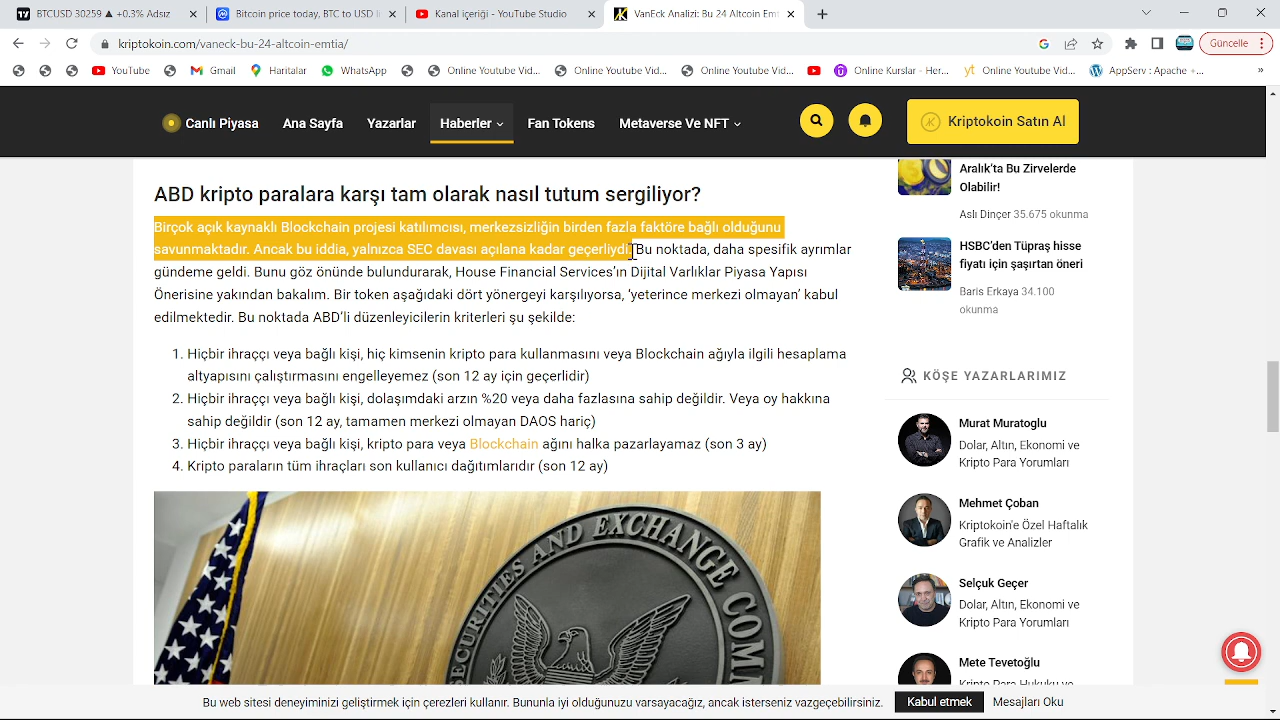 BTCUSD 30259 ▲ +0.3% Adsız
Bitcoin price today, BTC to USD li
Kanal içeriği - YouTube Studio
VanEck Analizi: Bu 24 Altcoin Emt
kriptokoin.com/vaneck-bu-24-altcoin-emtia/
Güncelle
YouTube
Gmail
Haritalar
WhatsApp
Online Youtube Vid...
Online Youtube Vid...
Online Youtube Vid...
Online Kurslar - Her...
yt Online Youtube Vid...
AppServ : Apache +...
»
Canlı Piyasa
Ana Sayfa
Yazarlar
Haberler
Fan Tokens
Metaverse Ve NFT
Kriptokoin Satın Al
ABD kripto paralara karşı tam olarak nasıl tutum sergiliyor?
Birçok açık kaynaklı Blockchain projesi katılımcısı, merkezsizliğin birden fazla faktöre bağlı olduğunu
savunmaktadır. Ancak bu iddia, yalnızca SEC davası açılana kadar geçerliydi. Bu noktada, daha spesifik ayrımlar
gündeme geldi. Bunu göz önünde bulundurarak, House Financial Services’ın Dijital Varlıklar Piyasa Yapısı
Önerisine yakından bakalım. Bir token aşağıdaki dört yönergeyi karşılıyorsa, ‘yeterince merkezi olmayan’ kabul
edilmektedir. Bu noktada ABD’li düzenleyicilerin kriterleri şu şekilde:
1. Hiçbir ihraççı veya bağlı kişi, hiç kimsenin kripto para kullanmasını veya Blockchain ağıyla ilgili hesaplama
altyapısını çalıştırmasını engelleyemez (son 12 ay için geçerlidir)
2. Hiçbir ihraççı veya bağlı kişi, dolaşımdaki arzın %20 veya daha fazlasına sahip değildir. Veya oy hakkına
sahip değildir (son 12 ay, tamamen merkezi olmayan DAOS hariç)
3. Hiçbir ihraççı veya bağlı kişi, kripto para veya Blockchain ağını halka pazarlayamaz (son 3 ay)
4. Kripto paraların tüm ihraçları son kullanıcı dağıtımlarıdır (son 12 ay)
SECURITIES AND EXCHANGE COMM
Aralık’ta Bu Zirvelerde
Olabilir!
Aslı Dinçer 35.675 okunma
HSBC’den Tüpraş hisse
fiyatı için şaşırtan öneri
Baris Erkaya 34.100
okunma
KÖŞE YAZARLARIMIZ
Murat Muratoglu
Dolar, Altın, Ekonomi ve
Kripto Para Yorumları
Mehmet Çoban
Kriptokoin'e Özel Haftalık
Grafik ve Analizler
Selçuk Geçer
Dolar, Altın, Ekonomi ve
Kripto Para Yorumları
Mete Tevetoğlu
Kripto Para Hukuku ve
Bu Web sitesi, deneyiminizi geliştirmek için çerezleri kullanır. Bununla iyi olduğunuzu varsayacağız, ancak isterseniz vazgeçebilirsiniz.
Kabul etmek
Mesajları Oku